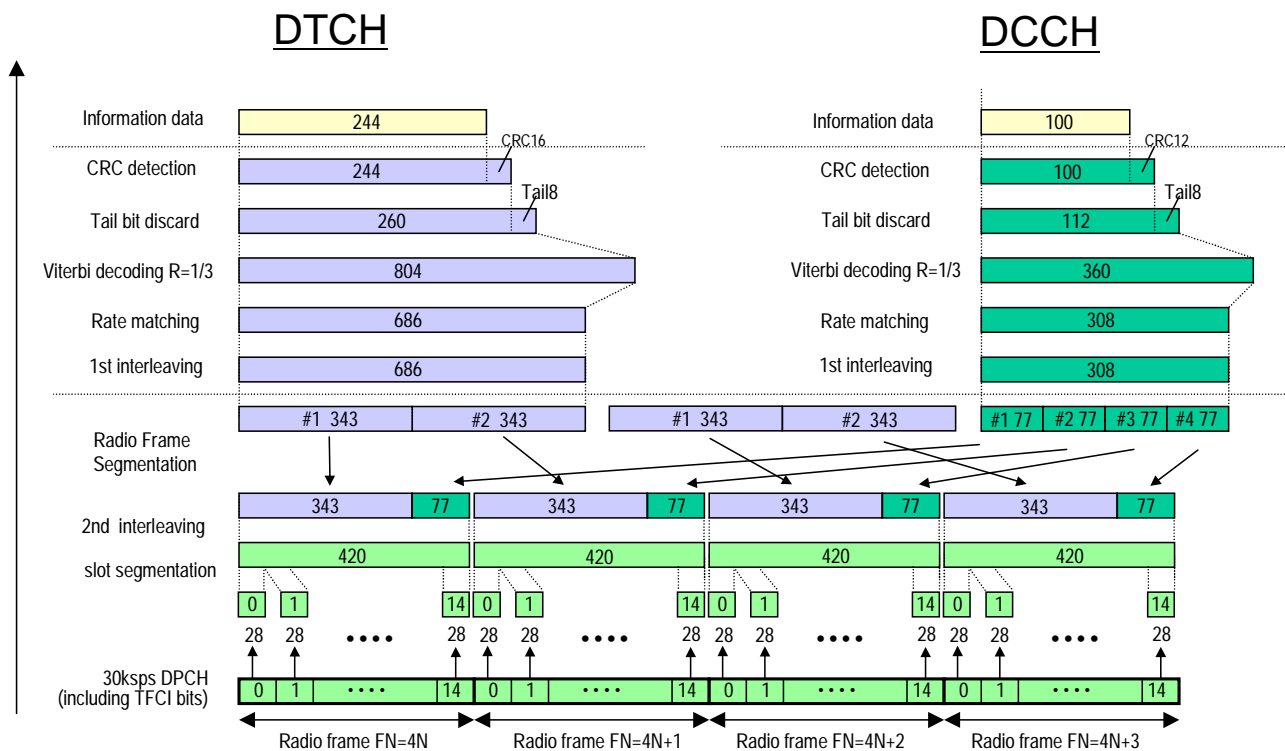 DTCH DCCH
Information data 244 Information data 100
CRC16 CRC12
CRC detection 244 CRC detection 100
Tail8 Tail8
Tail bit discard 260 Tail bit discard 112
Viterbi decoding R=1/3 804 Viterbi decoding R=1/3 360
Rate matching 686 Rate matching 308
1st interleaving 686 1st interleaving 308
#1 343 #2 343 #1 343 #2 343 #1 77 #2 77 #3 77 #4 77
Radio Frame
Segmentation
343 77 343 77 343 77 343 77
2nd interleaving
420 420 420 420
slot segmentation
0 1 14 0 1 14 0 1 14 0 1 14
28 28 •••• 28 28 28 •••• 28 28 28 •••• 28 28 28 •••• 28
30ksps DPCH
(including TFCI bits)
0 1 •••• 14 0 1 •••• 14 0 1 •••• 14 0 1 •••• 14
Radio frame FN=4N Radio frame FN=4N+1 Radio frame FN=4N+2 Radio frame FN=4N+3